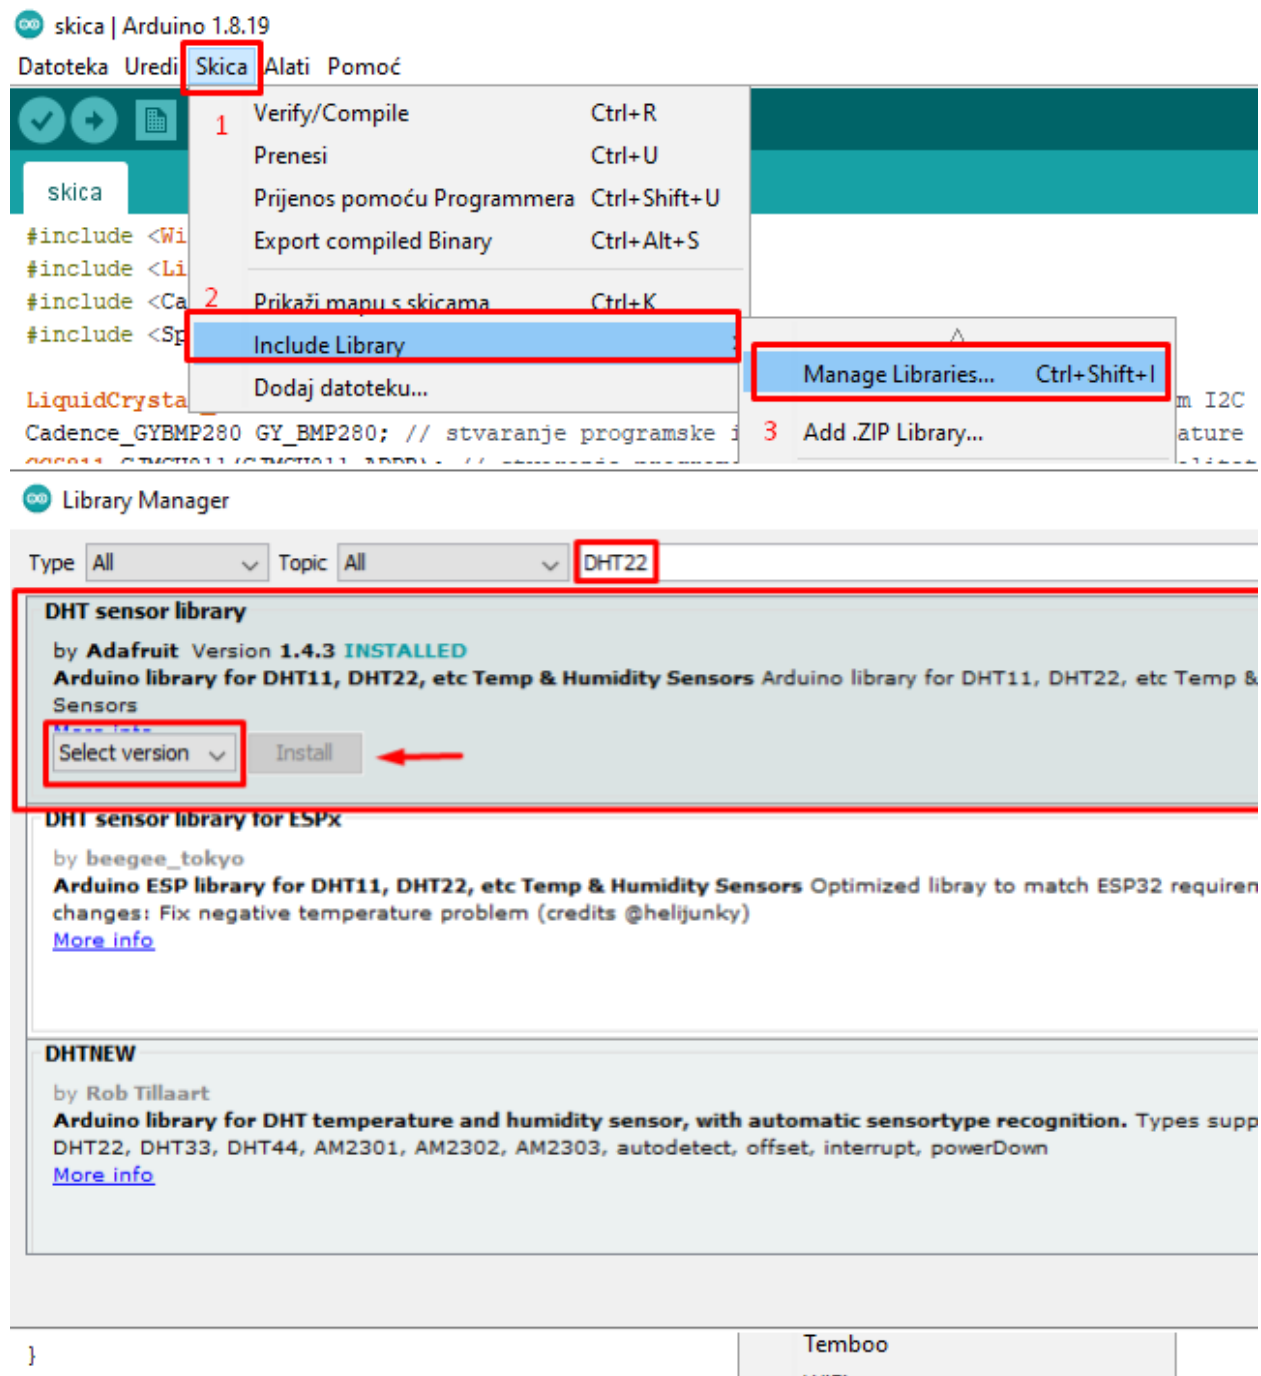 skica | Arduino 1.8.19
Datoteka Uredi Skica Alati Pomoć
1
Verify/Compile Ctrl+R
Prenesi Ctrl+U
skica
Prijenos pomoću Programmera Ctrl+Shift+U
#include <Wi
Export compiled Binary Ctrl+Alt+S
#include <Li
#include <Ca
2
Prikaži mapu s skicama Ctrl+K
#include <Sp
Include Library
Manage Libraries... Ctrl+Shift+I
Dodaj datoteku...
LiquidCrysta_ m I2C
Cadence_GYBMP280 GY_BMP280; // stvaranje programske i
3
Add .ZIP Library...
ature
Library Manager
Type All Topic All DHT22
DHT sensor library
by Adafruit Version 1.4.3 INSTALLED
Arduino library for DHT11, DHT22, etc Temp & Humidity Sensors Arduino library for DHT11, DHT22, etc Temp &
Sensors
More info
Select version Install
DHT sensor library for ESPx
by beegee_tokyo
Arduino ESP library for DHT11, DHT22, etc Temp & Humidity Sensors Optimized libray to match ESP32 requiren
changes: Fix negative temperature problem (credits @helijunky)
More info
DHTNEW
by Rob Tillaart
Arduino library for DHT temperature and humidity sensor, with automatic sensortype recognition. Types supp
DHT22, DHT33, DHT44, AM2301, AM2302, AM2303, autodetect, offset, interrupt, powerDown
More info
}
Temboo